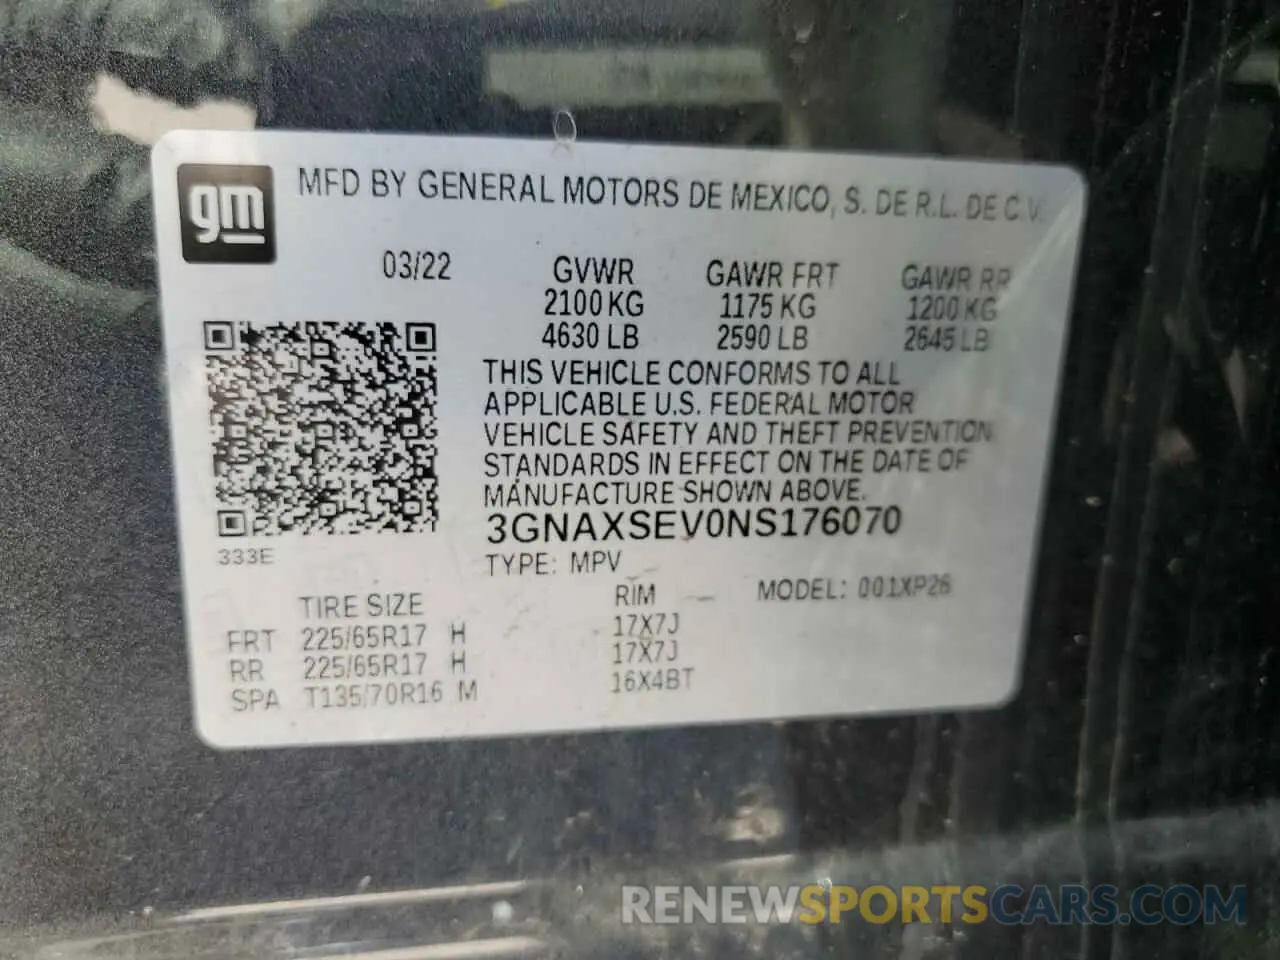 gm
MFD BY GENERAL MOTORS DE MEXICO, S. DE R.L. DE C.V.
03/22 GVWR GAWR FRT GAWR RR
2100 KG 1175 KG 1200 KG
4630 LB 2590 LB 2645 LB
THIS VEHICLE CONFORMS TO ALL
APPLICABLE U.S. FEDERAL MOTOR
VEHICLE SAFETY AND THEFT PREVENTION
STANDARDS IN EFFECT ON THE DATE OF
MANUFACTURE SHOWN ABOVE.
3GNAXSEV0NS176070
333E
TYPE: MPV
MODEL: 001XP26
TIRE SIZE RIM
FRT 225/65R17 H 17X7J
RR 225/65R17 H 17X7J
SPA T135/70R16 M 16X4BT
RENEWSPORTSCARS.COM